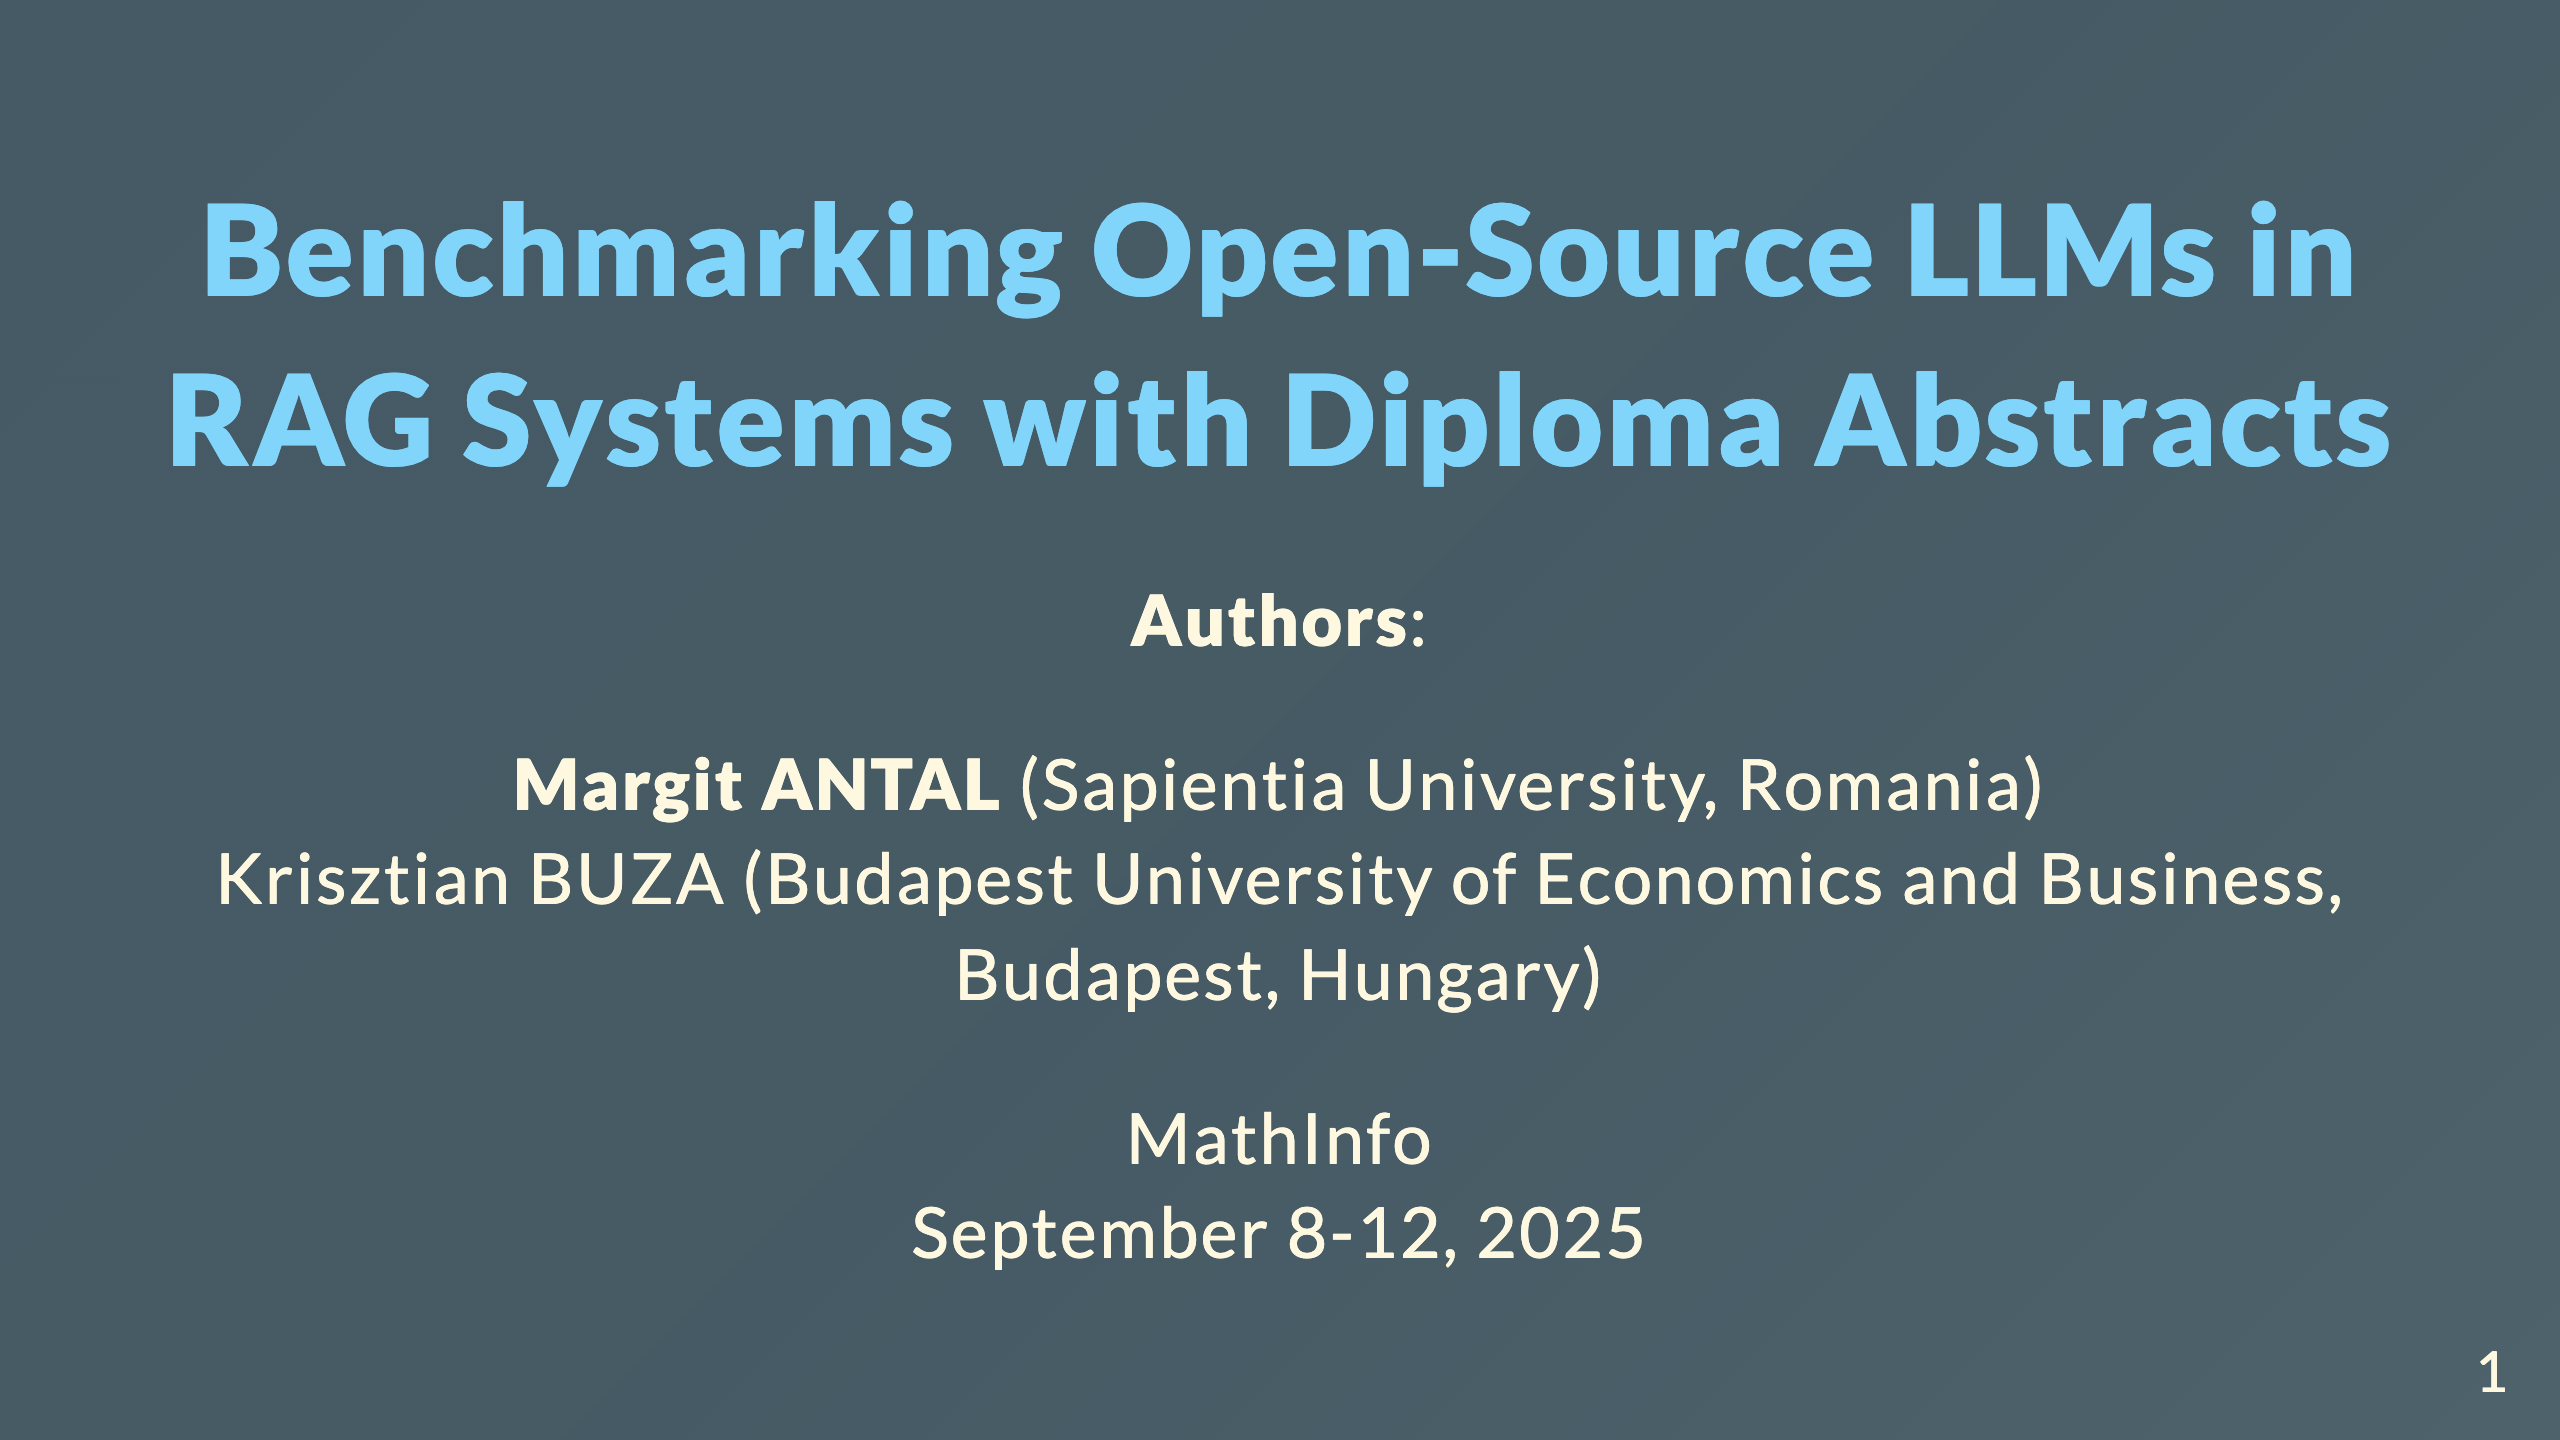 Benchmarking Open-Source LLMs in
RAG Systems with Diploma Abstracts
Authors:
Margit ANTAL (Sapientia University, Romania)
Krisztian BUZA (Budapest University of Economics and Business,
Budapest, Hungary)
MathInfo
September 8-12, 2025
1